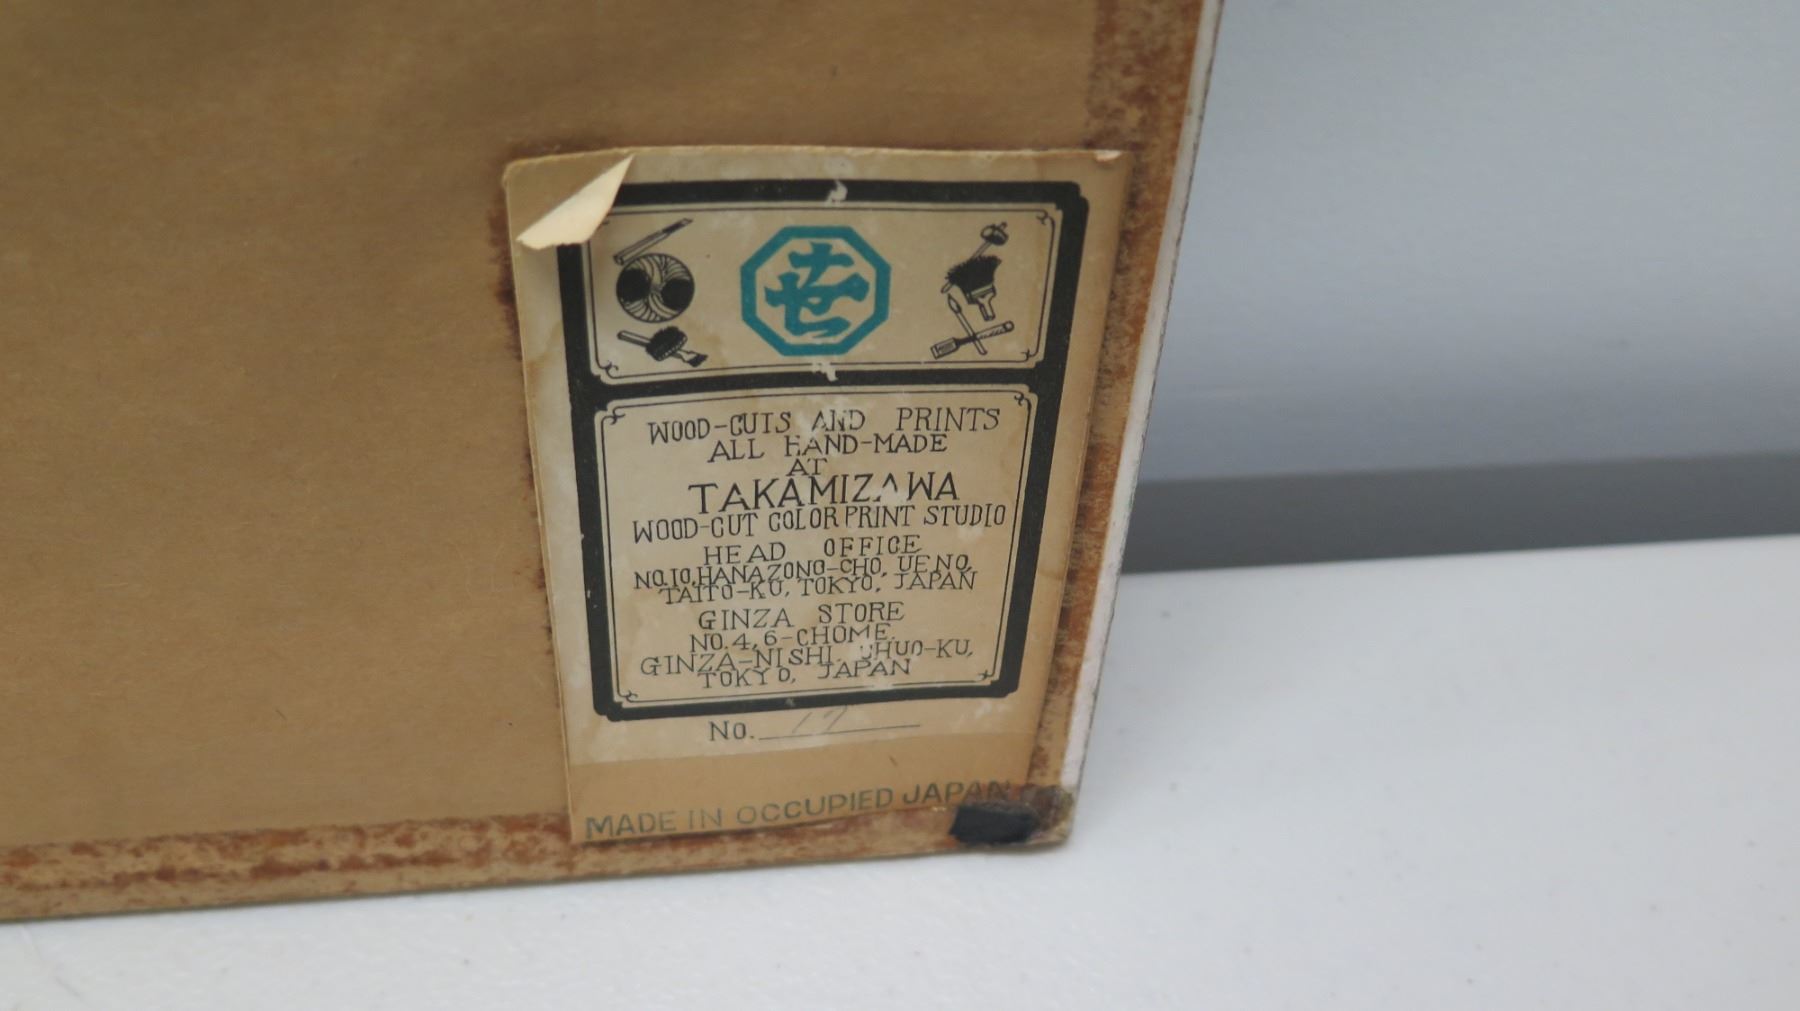 WOOD-CUTS AND PRINTS
ALL HAND-MADE
AT
TAKAMIZAWA
WOOD-CUT COLOR PRINT STUDIO
HEAD OFFICE
NO.10, HANAZONO-CHO, UENO,
TAITO-KU, TOKYO, JAPAN
GINZA STORE
NO.4, 6-CHOME,
GINZA-NISHI, CHUO-KU,
TOKYO, JAPAN
No. 17
MADE IN OCCUPIED JAPAN